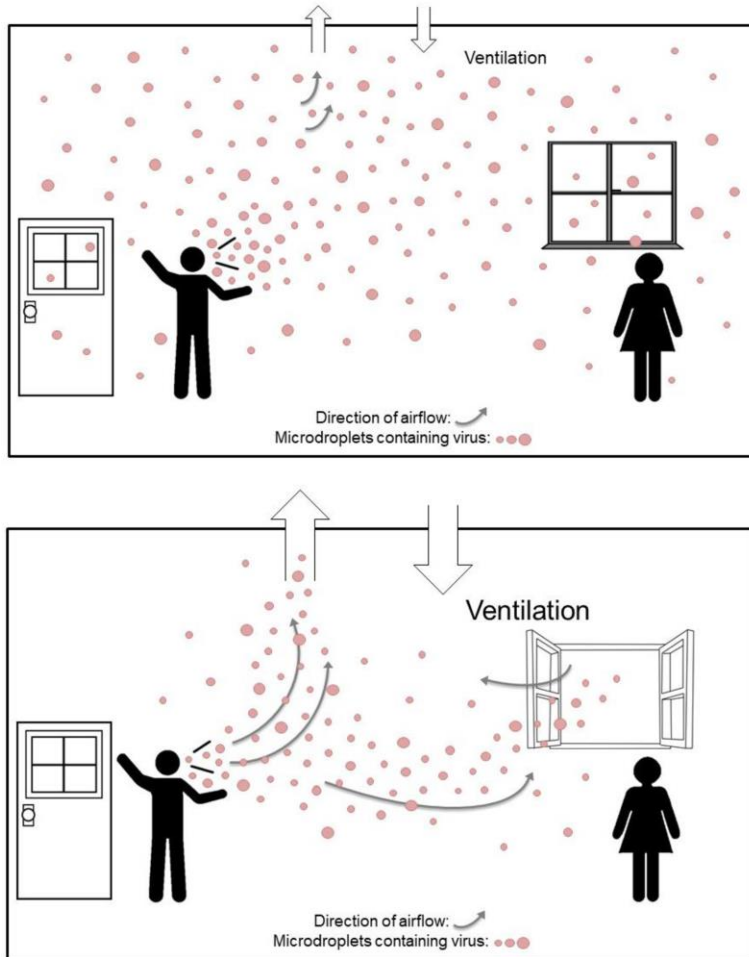 Ventilation
Direction of airflow:
Microdroplets containing virus:
Ventilation
Direction of airflow:
Microdroplets containing virus: